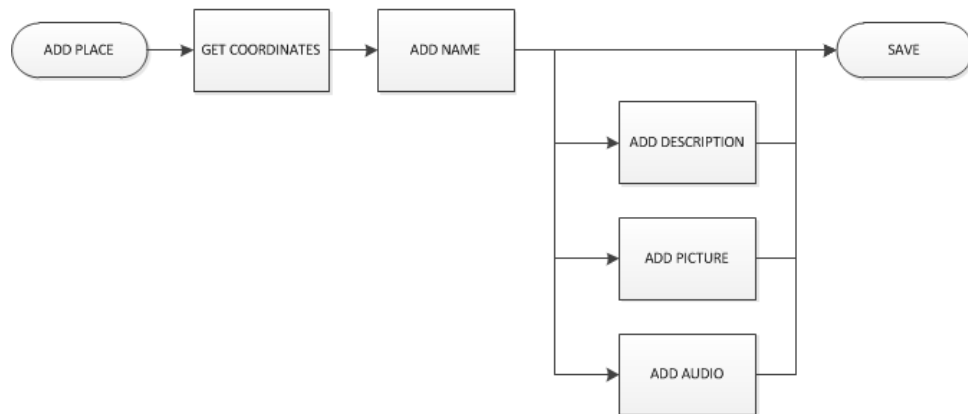 ADD PLACE
GET COORDINATES
ADD NAME
SAVE
ADD DESCRIPTION
ADD PICTURE
ADD AUDIO